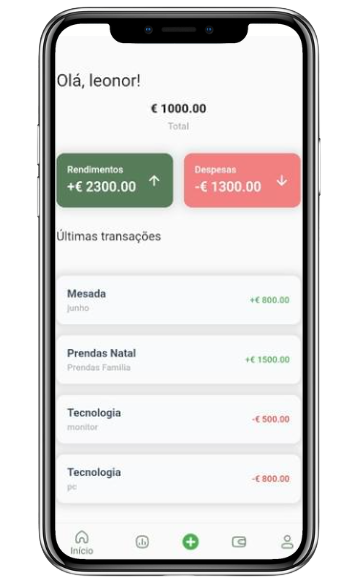 Olá, leonor!
€ 1000.00
Total
Rendimentos
+€ 2300.00
Despesas
-€ 1300.00
Últimas transações
Mesada
junho
+€ 800.00
Prendas Natal
Prendas Familia
+€ 1500.00
Tecnologia
monitor
-€ 500.00
Tecnologia
pc
-€ 800.00
Início